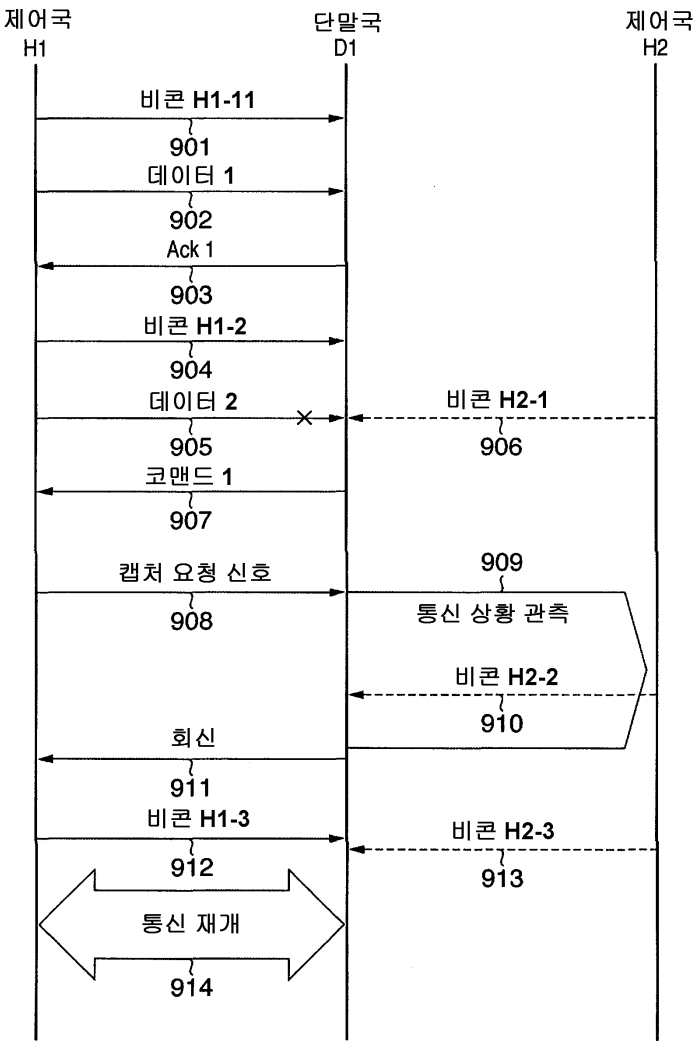 제어국
H1
단말국
D1
제어국
H2
비콘 H1-11
901
데이터 1
902
Ack 1
903
비콘 H1-2
904
데이터 2
905
비콘 H2-1
906
코맨드 1
907
캡처 요청 신호
908
909
통신 상황 관측
비콘 H2-2
910
회신
911
비콘 H1-3
912
비콘 H2-3
913
통신 재개
914